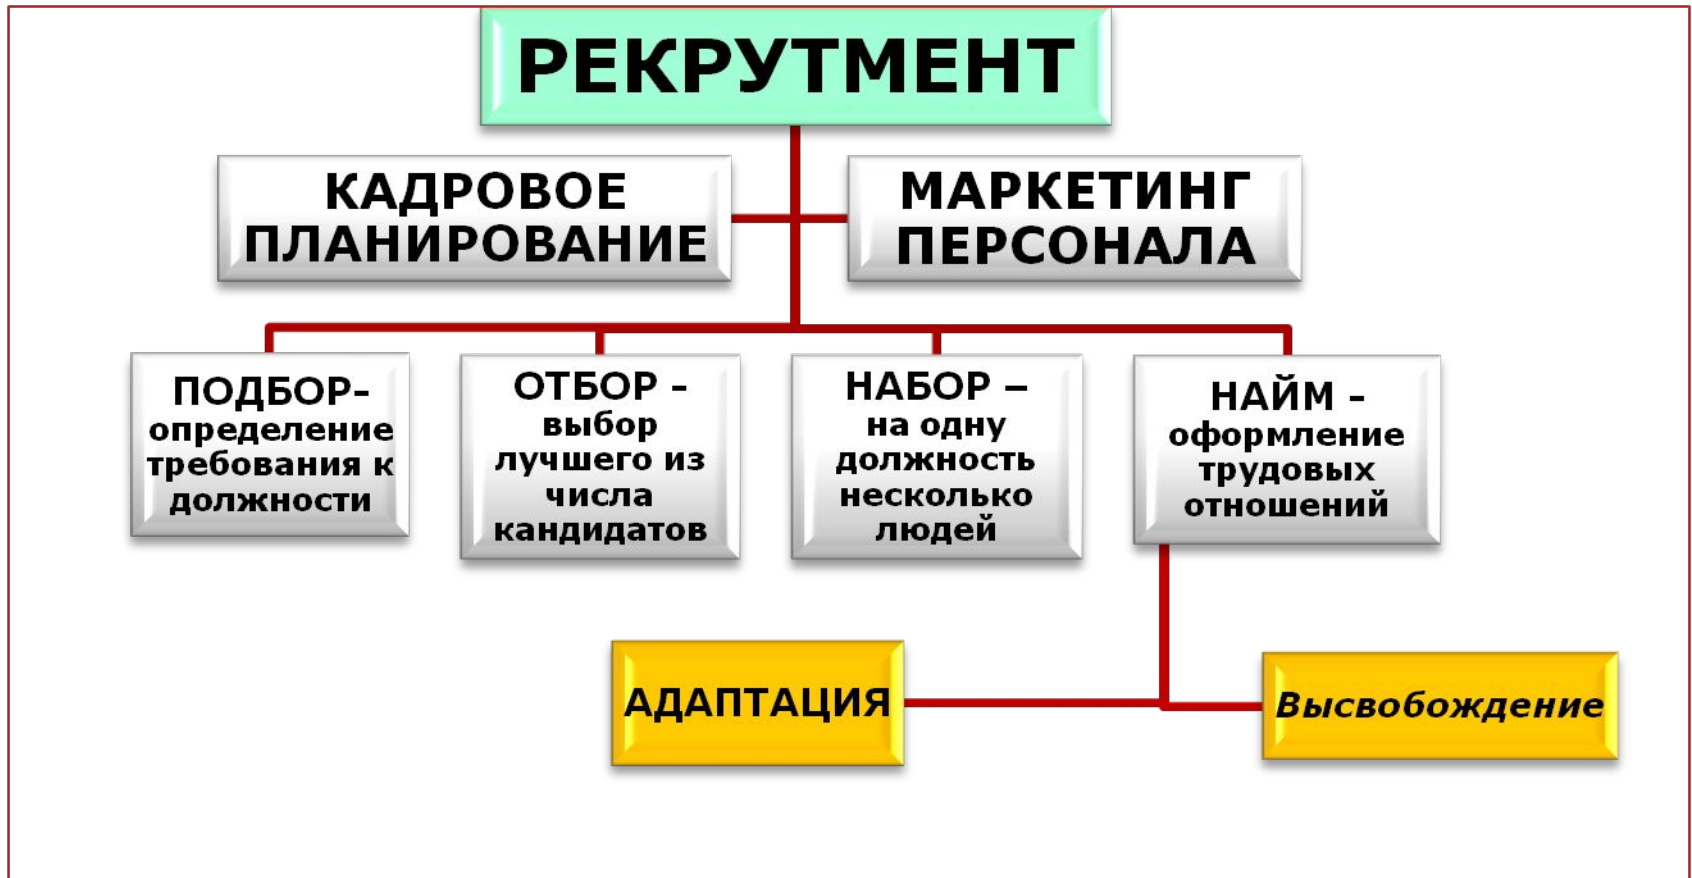 РЕКРУТМЕНТ
КАДРОВОЕ
ПЛАНИРОВАНИЕ
МАРКЕТИНГ
ПЕРСОНАЛА
ПОДБОР-
определение
требования к
должности
ОТБОР -
выбор
лучшего из
числа
кандидатов
НАБОР –
на одну
должность
несколько
людей
НАЙМ -
оформление
трудовых
отношений
АДАПТАЦИЯ
Высвобождение